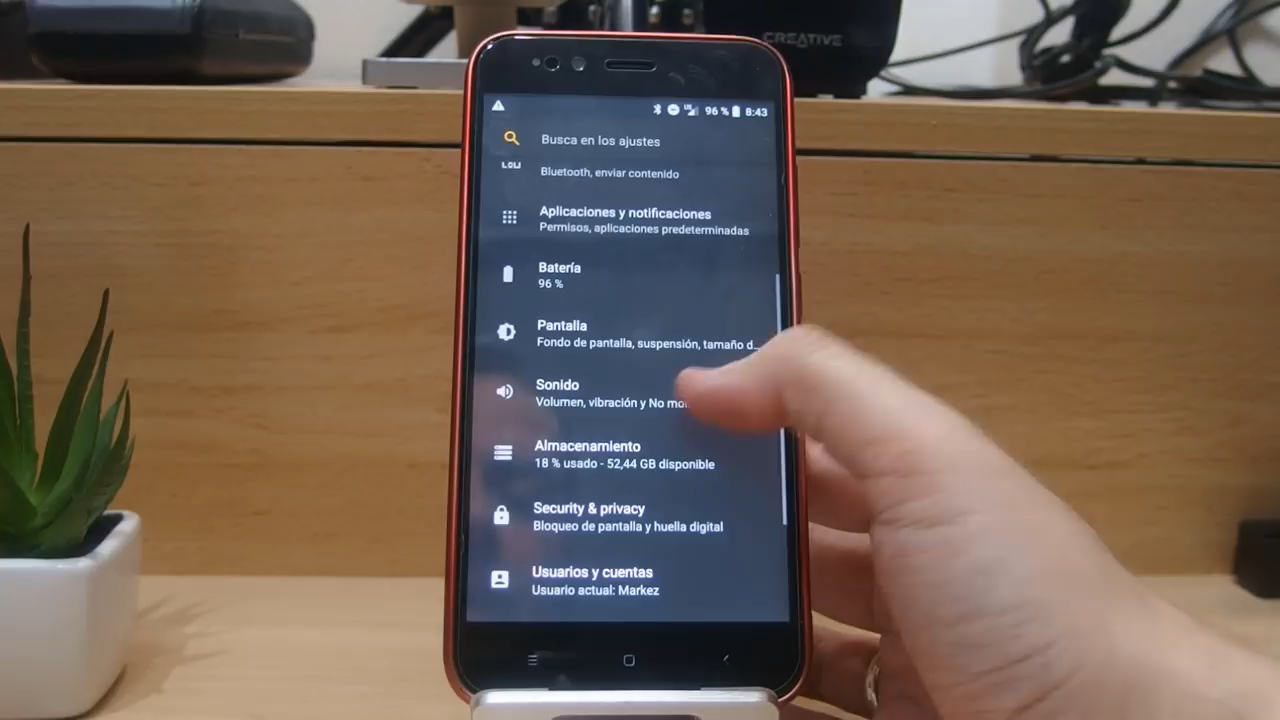 CREATIVE
LTE 96 % 8:43
Busca en los ajustes
Bluetooth, enviar contenido
Aplicaciones y notificaciones
Permisos, aplicaciones predeterminadas
Batería
96 %
Pantalla
Fondo de pantalla, suspensión, tamaño d...
Sonido
Volumen, vibración y No mo
Almacenamiento
18 % usado - 52,44 GB disponible
Security & privacy
Bloqueo de pantalla y huella digital
Usuarios y cuentas
Usuario actual: Markez